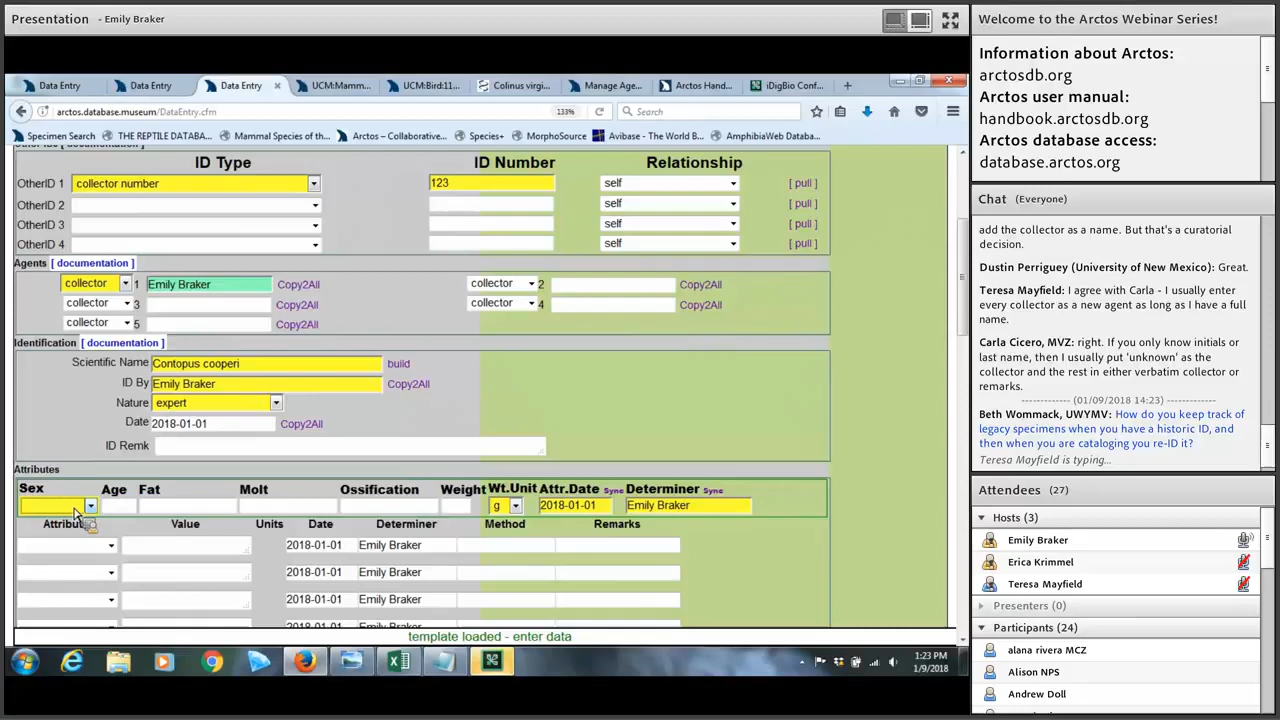 Presentation - Emily Braker
Data Entry
Data Entry
Data Entry
UCM:Mamm...
UCM:Bird:11...
Colinus virgi...
Manage Age...
Arctos Hand...
iDigBio Conf...
arctos.database.museum/DataEntry.cfm
133%
Search
Specimen Search
THE REPTILE DATABA...
Mammal Species of th...
Arctos – Collaborative...
Species+
MorphoSource
Avibase - The World B...
AmphibiaWeb Databa...
ID Type ID Number Relationship
OtherID 1 collector number 123 self [ pull ]
OtherID 2 self [ pull ]
OtherID 3 self [ pull ]
OtherID 4 self [ pull ]
Agents [ documentation ]
collector 1 Emily Braker Copy2All collector 2 Copy2All
collector 3 Copy2All collector 4 Copy2All
collector 5 Copy2All
Identification [ documentation ]
Scientific Name Contopus cooperi build
ID By Emily Braker Copy2All
Nature expert
Date 2018-01-01 Copy2All
ID Remk
Attributes
Sex Age Fat Molt Ossification Weight Wt.Unit Attr.Date Sync Determiner Sync
g 2018-01-01 Emily Braker
Value Units Date Determiner Method Remarks
2018-01-01 Emily Braker
2018-01-01 Emily Braker
2018-01-01 Emily Braker
template loaded - enter data
1:23 PM
1/9/2018
Welcome to the Arctos Webinar Series!
Information about Arctos:
arctosdb.org
Arctos user manual:
handbook.arctosdb.org
Arctos database access:
database.arctos.org
Chat (Everyone)
add the collector as a name. But that's a curatorial
decision.
Dustin Perriguey (University of New Mexico): Great.
Teresa Mayfield: I agree with Carla - I usually enter
every collector as a new agent as long as I have a full
name.
Carla Cicero, MVZ: right. If you only know initials or
last name, then I usually put 'unknown' as the
collector and the rest in either verbatim collector or
remarks.
------------- (01/09/2018 14:23) -------------
Beth Wommack, UWYMV: How do you keep track of
legacy specimens when you have a historic ID, and
then when you are cataloging you re-ID it?
Teresa Mayfield is typing...
Attendees (27)
Hosts (3)
Emily Braker
Erica Krimmel
Teresa Mayfield
Presenters (0)
Participants (24)
alana rivera MCZ
Alison NPS
Andrew Doll